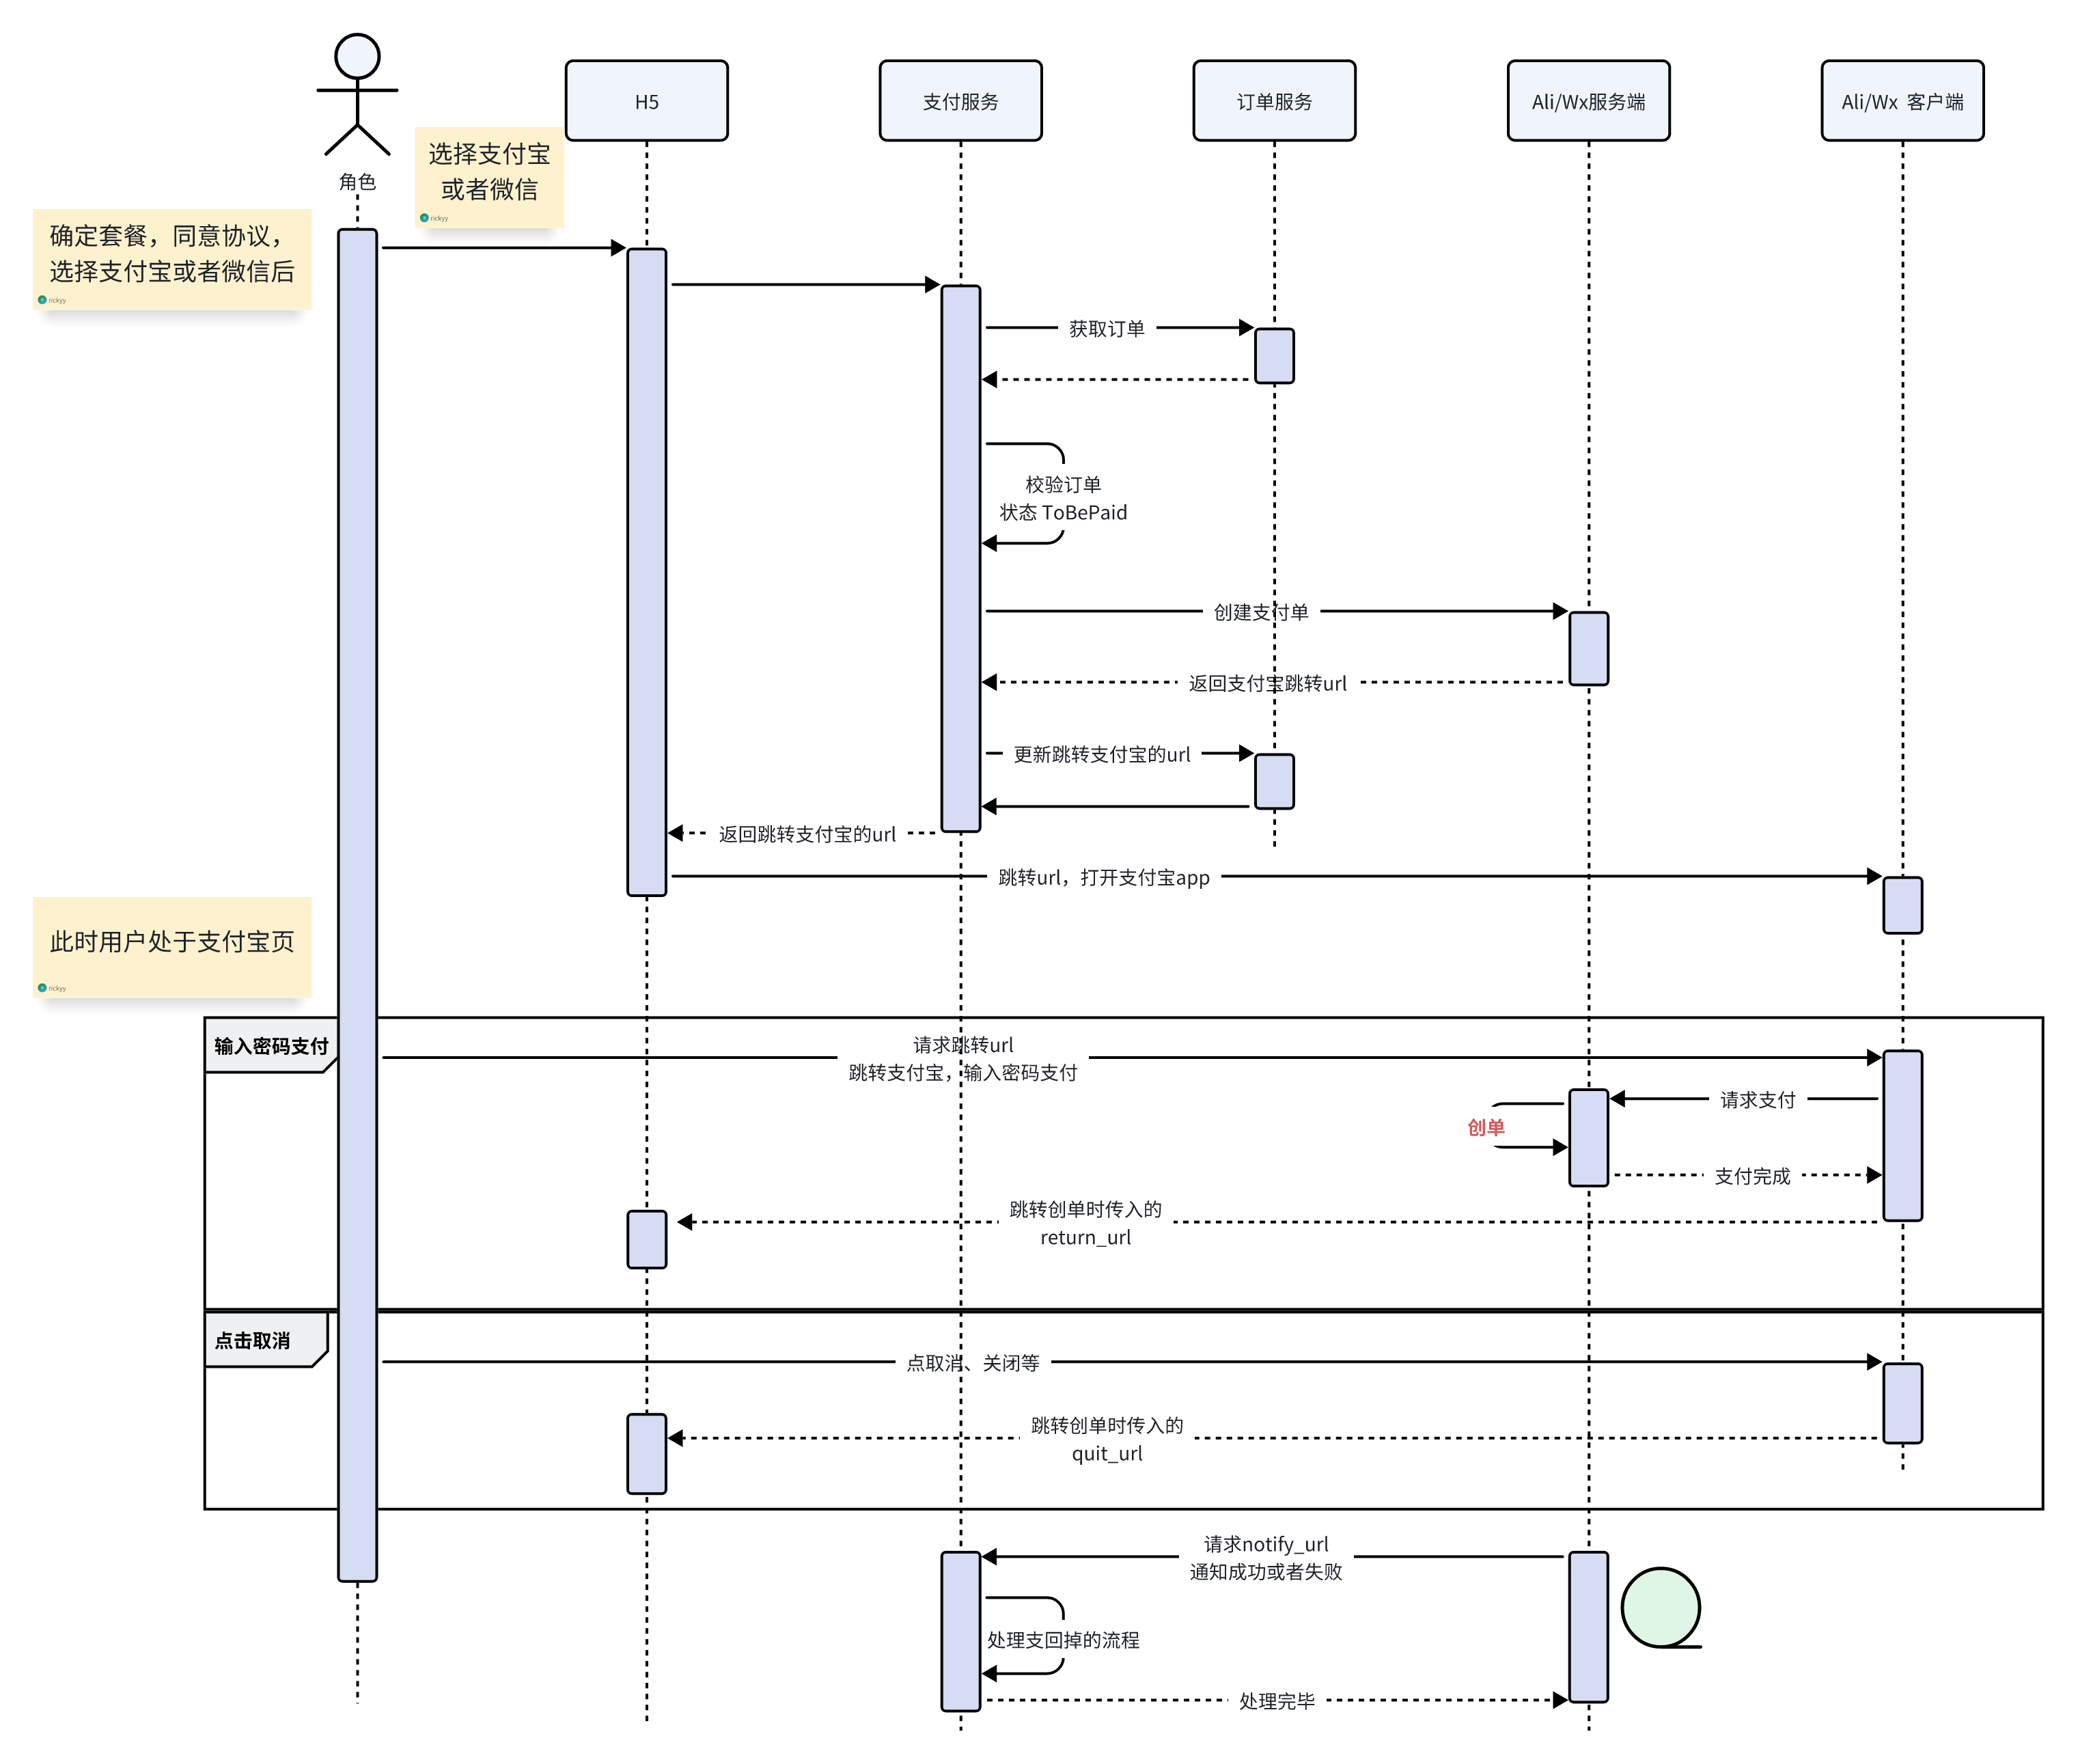 H5
支付服务
订单服务
Ali/Wx服务端
Ali/Wx 客户端
选择支付宝
或者微信
rickyy
角色
确定套餐，同意协议，
选择支付宝或者微信后
rickyy
获取订单
校验订单
状态 ToBePaid
创建支付单
返回支付宝跳转url
更新跳转支付宝的url
返回跳转支付宝的url
跳转url，打开支付宝app
此时用户处于支付宝页
rickyy
输入密码支付
请求跳转url
跳转支付宝，输入密码支付
请求支付
创单
支付完成
跳转创单时传入的
return_url
点击取消
点取消、关闭等
跳转创单时传入的
quit_url
请求notify_url
通知成功或者失败
处理支回掉的流程
处理完毕